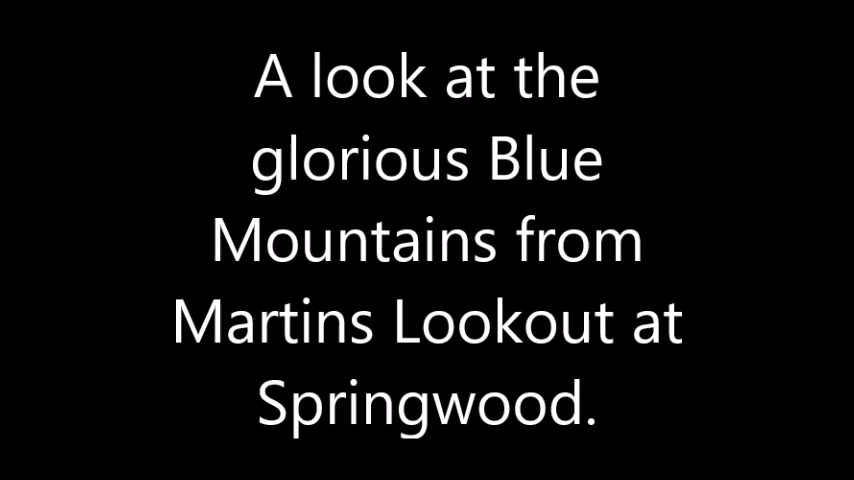 A look at the
glorious Blue
Mountains from
Martins Lookout at
Springwood.